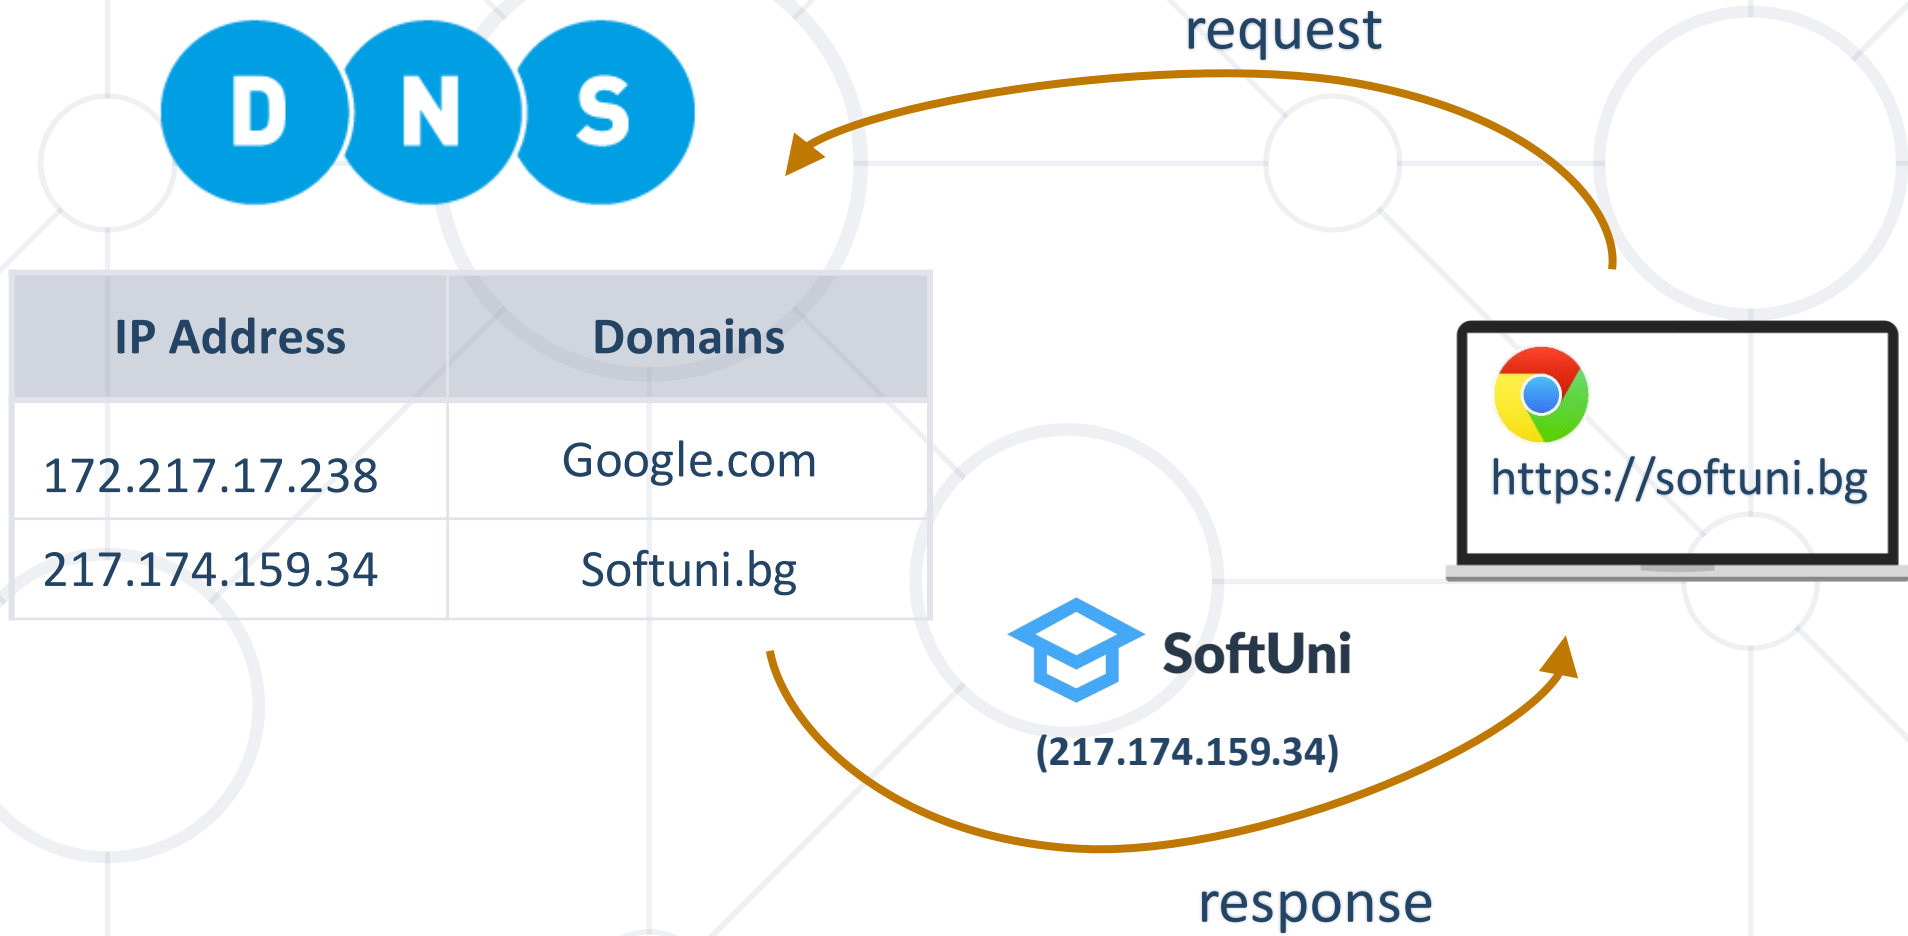 request
DNS
IP Address Domains
172.217.17.238 Google.com
217.174.159.34 Softuni.bg
https://softuni.bg
SoftUni
(217.174.159.34)
response